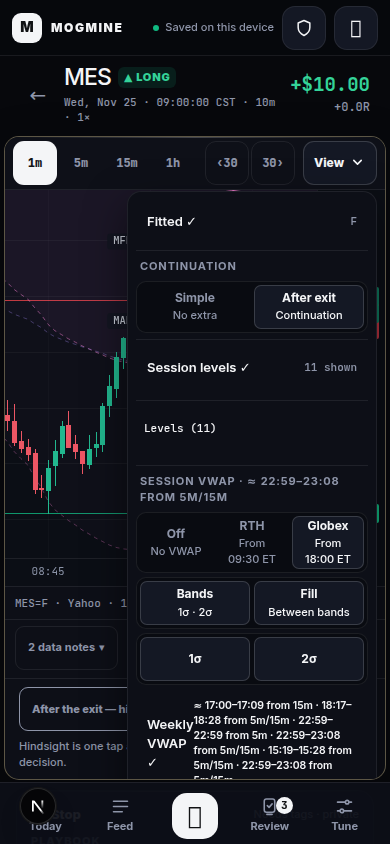 M MOGMINE
Saved on this device
← MES ▲ LONG
+$10.00
Wed, Nov 25 · 09:00:00 CST · 10m
· 1×
+0.0R
1m 5m 15m 1h ‹30 30› View
Fitted ✓ F
CONTINUATION
Simple
No extra
After exit
Continuation
Session levels ✓ 11 shown
Levels (11)
SESSION VWAP · ≈ 22:59–23:08
FROM 5M/15M
Off
No VWAP
RTH
From
09:30 ET
Globex
From
18:00 ET
Bands
1σ · 2σ
Fill
Between bands
1σ 2σ
Weekly
VWAP
✓
≈ 17:00–17:09 from 15m · 18:17–
18:28 from 5m/15m · 22:59–
22:59 from 5m · 22:59–23:08
from 5m/15m · 15:19–15:28 from
5m/15m · 22:59–23:08 from
5m/15m
08:45
MES=F · Yahoo · 1
2 data notes ▾
After the exit — hi
Hindsight is one tap
decision.
N
Today
Feed
3
Review
Tune